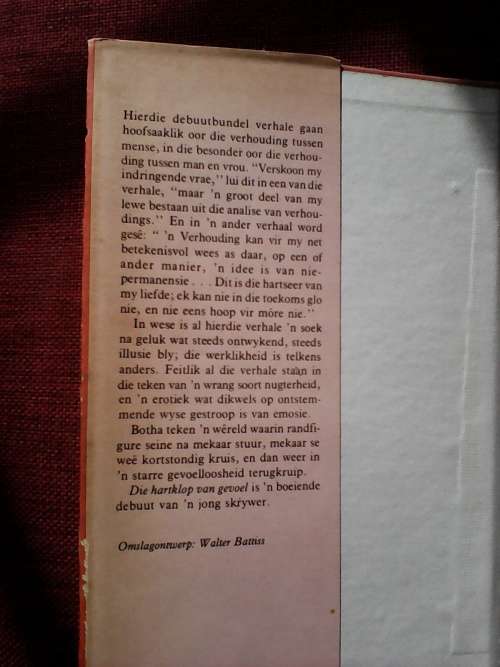 Hierdie debuutbundel verhale gaan
hoofsaaklik oor die verhouding tussen
mense, in die besonder oor die verhou-
ding tussen man en vrou. "Verskoon my
indringende vrae," lui dit in een van die
verhale, "maar 'n groot deel van my
lewe bestaan uit die analise van verhou-
dings." En in 'n ander verhaal word
gesê: " 'n Verhouding kan vir my net
betekenisvol wees as daar, op een of
ander manier, 'n idee is van nie-
permanensie . . . Dit is die hartseer van
my liefde; ek kan nie in die toekoms glo
nie, en nie eens hoop vir môre nie."
In wese is al hierdie verhale 'n soek
na geluk wat steeds ontwykend, steeds
illusie bly; die werklikheid is telkens
anders. Feitlik al die verhale staan in
die teken van 'n wrang soort nugterheid,
en 'n erotiek wat dikwels op ontstem-
mende wyse gestroop is van emosie.
Botha teken 'n wêreld waarin randfi-
gure seine na mekaar stuur, mekaar se
weë kortstondig kruis, en dan weer in
'n starre gevoelloosheid terugkruip.
Die hartklop van gevoel is 'n boeiende
debuut van 'n jong skrywer.
Omslagontwerp: Walter Battiss